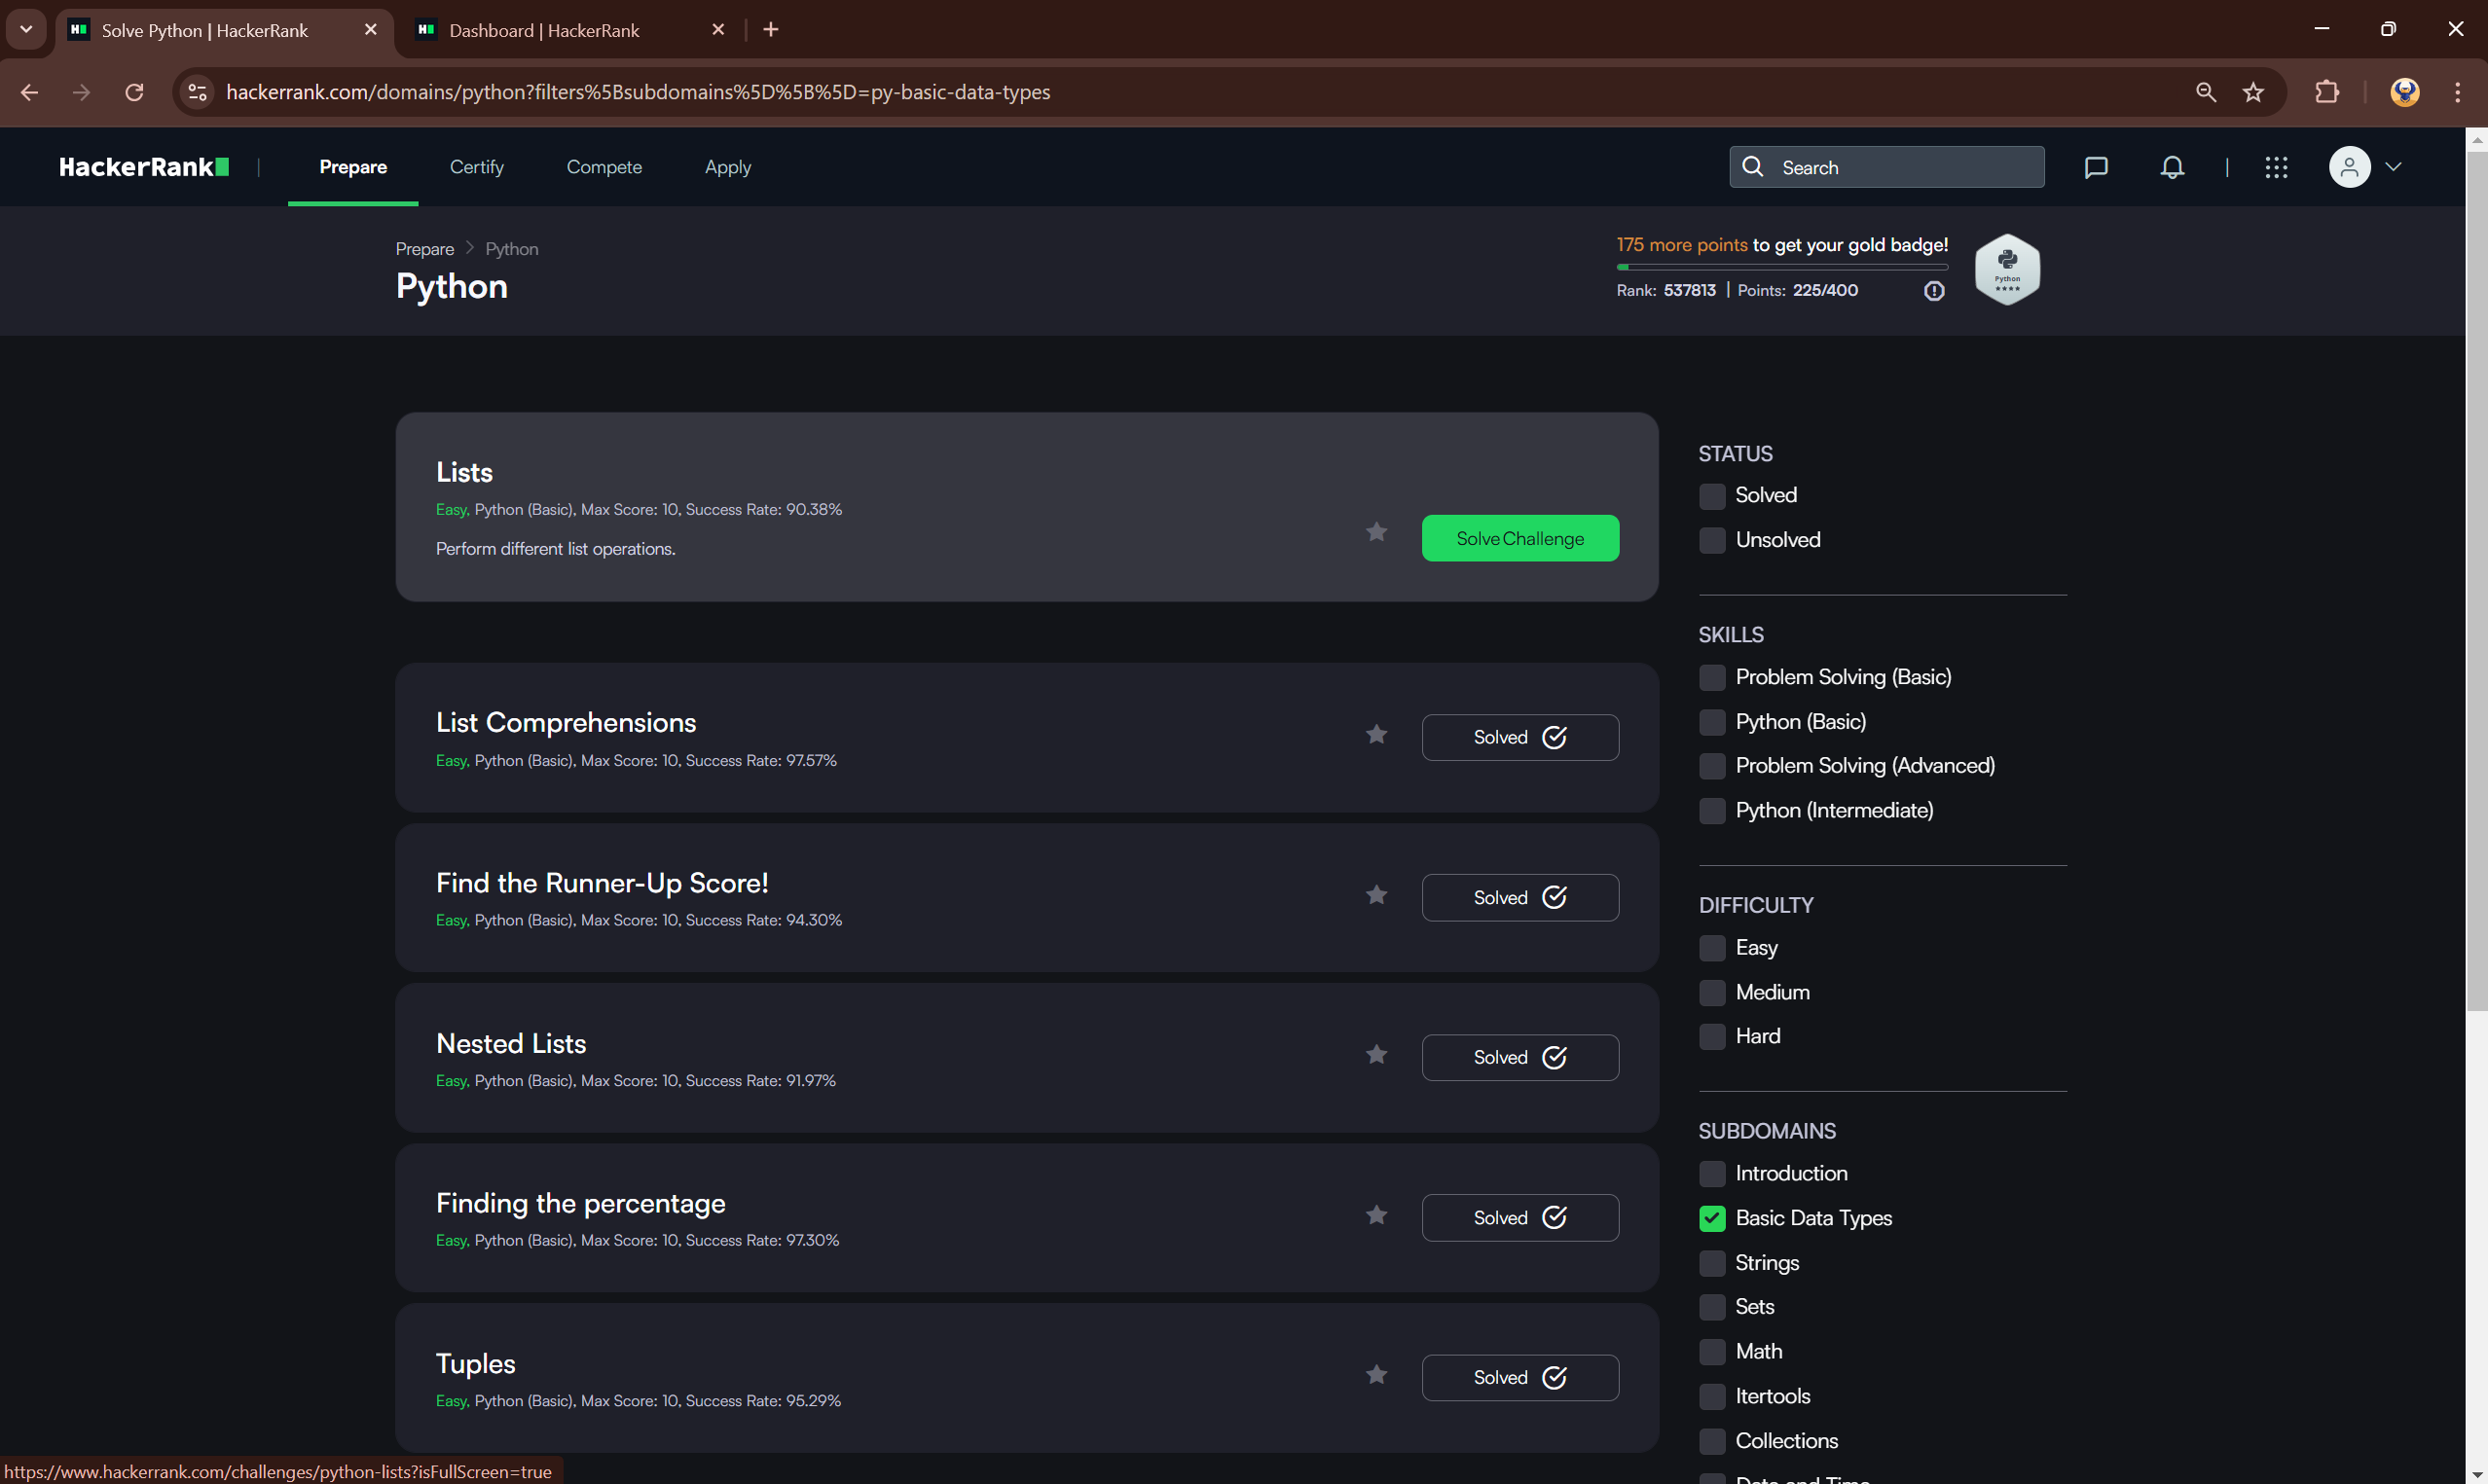 Solve Python | HackerRank
Dashboard | HackerRank
hackerrank.com/domains/python?filters%5Bsubdomains%5D%5B%5D=py-basic-data-types
HackerRank
Prepare
Certify
Compete
Apply
Search
Prepare > Python
Python
175 more points to get your gold badge!
Rank: 537813 | Points: 225/400
Python
Lists
Easy, Python (Basic), Max Score: 10, Success Rate: 90.38%
Perform different list operations.
Solve Challenge
List Comprehensions
Easy, Python (Basic), Max Score: 10, Success Rate: 97.57%
Solved
Find the Runner-Up Score!
Easy, Python (Basic), Max Score: 10, Success Rate: 94.30%
Solved
Nested Lists
Easy, Python (Basic), Max Score: 10, Success Rate: 91.97%
Solved
Finding the percentage
Easy, Python (Basic), Max Score: 10, Success Rate: 97.30%
Solved
Tuples
Easy, Python (Basic), Max Score: 10, Success Rate: 95.29%
Solved
STATUS
Solved
Unsolved
SKILLS
Problem Solving (Basic)
Python (Basic)
Problem Solving (Advanced)
Python (Intermediate)
DIFFICULTY
Easy
Medium
Hard
SUBDOMAINS
Introduction
Basic Data Types
Strings
Sets
Math
Itertools
Collections
Date and Time
https://www.hackerrank.com/challenges/python-lists?isFullScreen=true